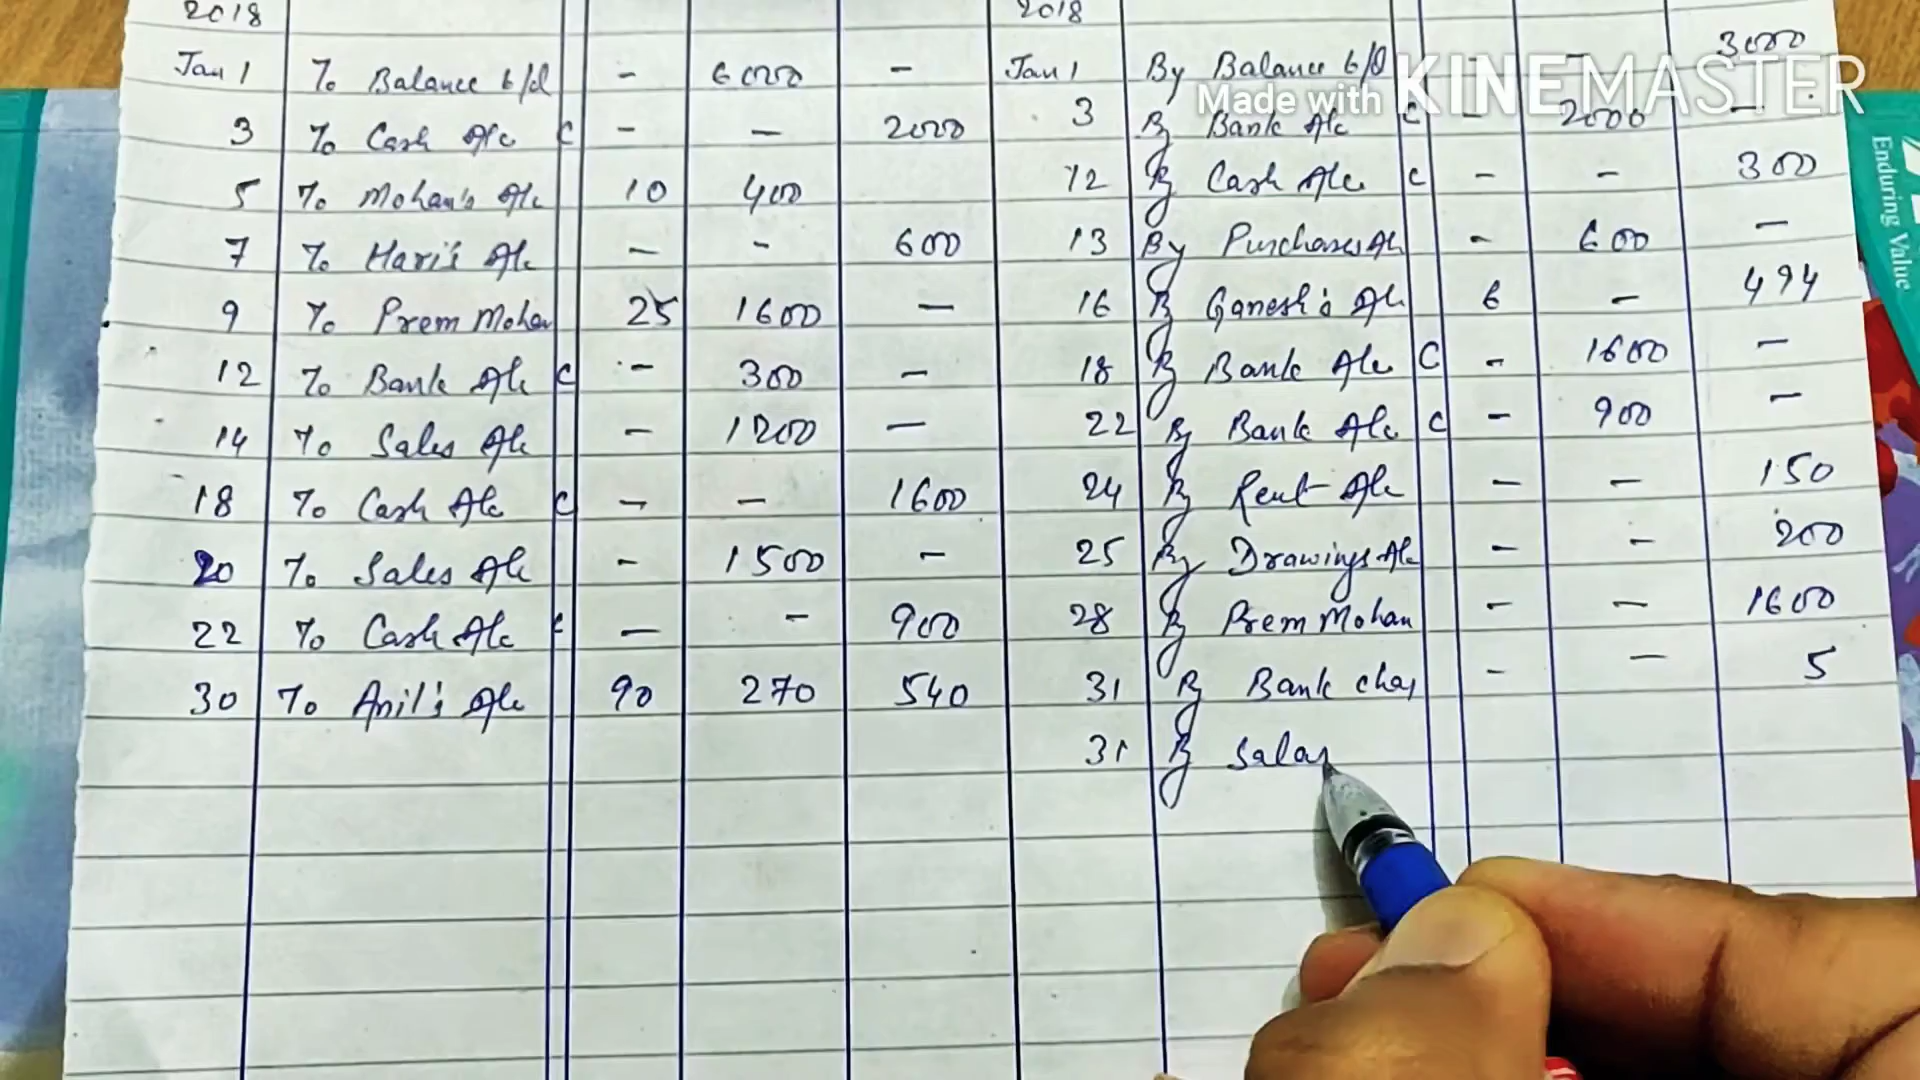 2018 2018
Jan 1 To Balance b/d - 6000 - Jan 1 By Balance b/d - - 3000
Made with KINEMASTER
3 To Cash A/c C - - 2000 3 By Bank A/c C - 2000 -
5 To Mohan's A/c 10 400 12 By Cash A/c C - - 300
7 To Hari's A/c - - 600 13 By Purchases A/c - 600 -
9 To Prem Mohan 25 1600 - 16 By Ganesh's A/c 6 - 494
12 To Bank A/c C - 300 - 18 By Bank A/c C - 1600 -
14 To Sales A/c - 1200 - 22 By Bank A/c C - 900 -
18 To Cash A/c C - - 1600 24 By Rent A/c - - 150
20 To Sales A/c - 1500 - 25 By Drawings A/c - - 200
22 To Cash A/c C - - 900 28 By Prem Mohan - - 1600
30 To Anil's A/c 90 270 540 31 By Bank char - - 5
31 By Salar
Enduring Value